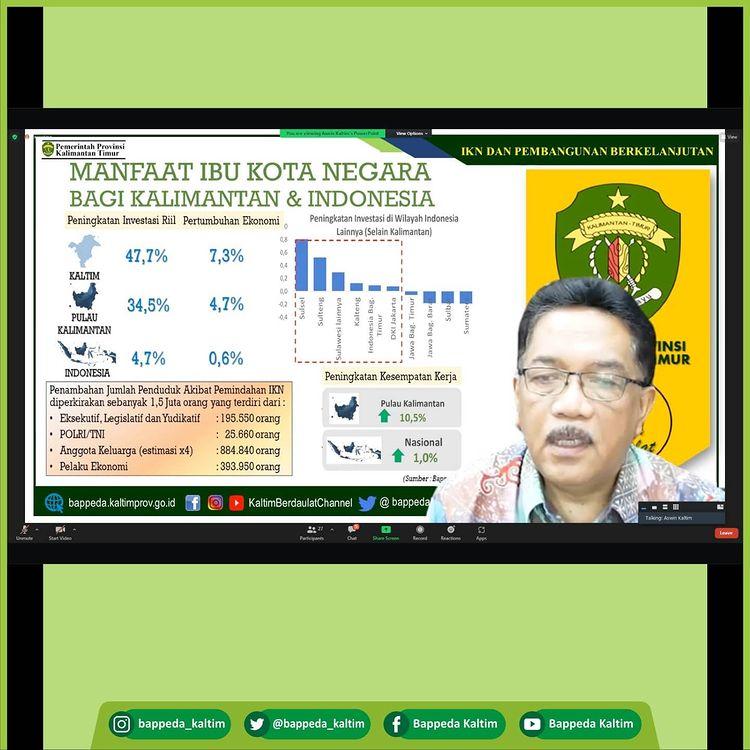 You are viewing Aswin Kaltim's PowerPoint
View Options
View
Pemerintah Provinsi
Kalimantan Timur
IKN DAN PEMBANGUNAN BERKELANJUTAN
MANFAAT IBU KOTA NEGARA
BAGI KALIMANTAN & INDONESIA
Peningkatan Investasi Riil
Pertumbuhan Ekonomi
KALTIM
47,7%
7,3%
PULAU
KALIMANTAN
34,5%
4,7%
INDONESIA
4,7%
0,6%
Peningkatan Investasi di Wilayah Indonesia
Lainnya (Selain Kalimantan)
0,8
0,6
0,4
0,2
0,0
-0,2
-0,4
Sulsel
Sulteng
Sulawesi lainnya
Kalteng
Indonesia Bag.
Timur
DKI Jakarta
Jawa Bag. Timur
Jawa Bag. Barat
Sulbar
Sumatera
Penambahan Jumlah Penduduk Akibat Pemindahan IKN
diperkirakan sebanyak 1,5 Juta orang yang terdiri dari :
• Eksekutif, Legislatif dan Yudikatif : 195.550 orang
• POLRI/TNI : 25.660 orang
• Anggota Keluarga (estimasi x4) : 884.840 orang
• Pelaku Ekonomi : 393.950 orang
Peningkatan Kesempatan Kerja
Pulau Kalimantan
10,5%
Nasional
1,0%
(Sumber : Bapp
KALIMANTAN - TIMUR
bappeda.kaltimprov.go.id
KaltimBerdaulatChannel
@ bappeda
Talking: Aswin Kaltim
Unmute
Start Video
Participants
27
Chat
Share Screen
Record
Reactions
Apps
Leave
bappeda_kaltim
@bappeda_kaltim
Bappeda Kaltim
Bappeda Kaltim